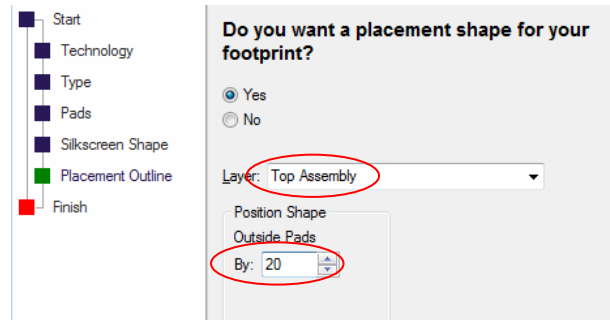 Start
Technology
Type
Pads
Silkscreen Shape
Placement Outline
Finish
Do you want a placement shape for your
footprint?
Yes
No
Layer: Top Assembly
Position Shape
Outside Pads
By: 20